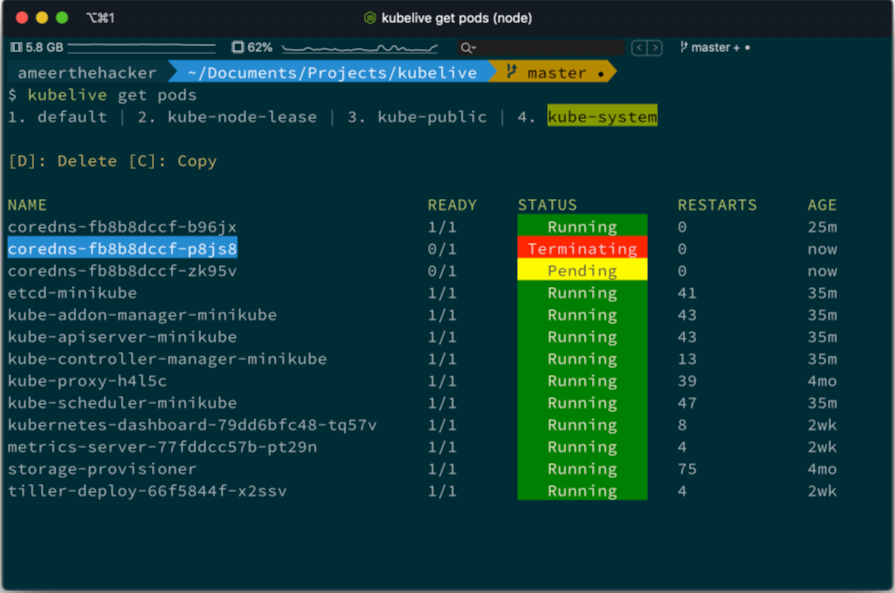 ⌥⌘1 kubelive get pods (node)
5.8 GB 62% master + •
ameerthehacker ~/Documents/Projects/kubelive master •
$ kubelive get pods
1. default | 2. kube-node-lease | 3. kube-public | 4. kube-system
[D]: Delete [C]: Copy
NAME READY STATUS RESTARTS AGE
coredns-fb8b8dccf-b96jx 1/1 Running 0 25m
coredns-fb8b8dccf-p8js8 0/1 Terminating 0 now
coredns-fb8b8dccf-zk95v 0/1 Pending 0 now
etcd-minikube 1/1 Running 41 35m
kube-addon-manager-minikube 1/1 Running 43 35m
kube-apiserver-minikube 1/1 Running 43 35m
kube-controller-manager-minikube 1/1 Running 13 35m
kube-proxy-h4l5c 1/1 Running 39 4mo
kube-scheduler-minikube 1/1 Running 47 35m
kubernetes-dashboard-79dd6bfc48-tq57v 1/1 Running 8 2wk
metrics-server-77fddcc57b-pt29n 1/1 Running 4 2wk
storage-provisioner 1/1 Running 75 4mo
tiller-deploy-66f5844f-x2ssv 1/1 Running 4 2wk